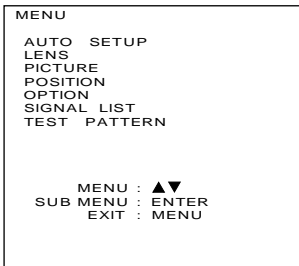 MENU
AUTO SETUP
LENS
PICTURE
POSITION
OPTION
SIGNAL LIST
TEST PATTERN
MENU : ▲▼
SUB MENU : ENTER
EXIT : MENU